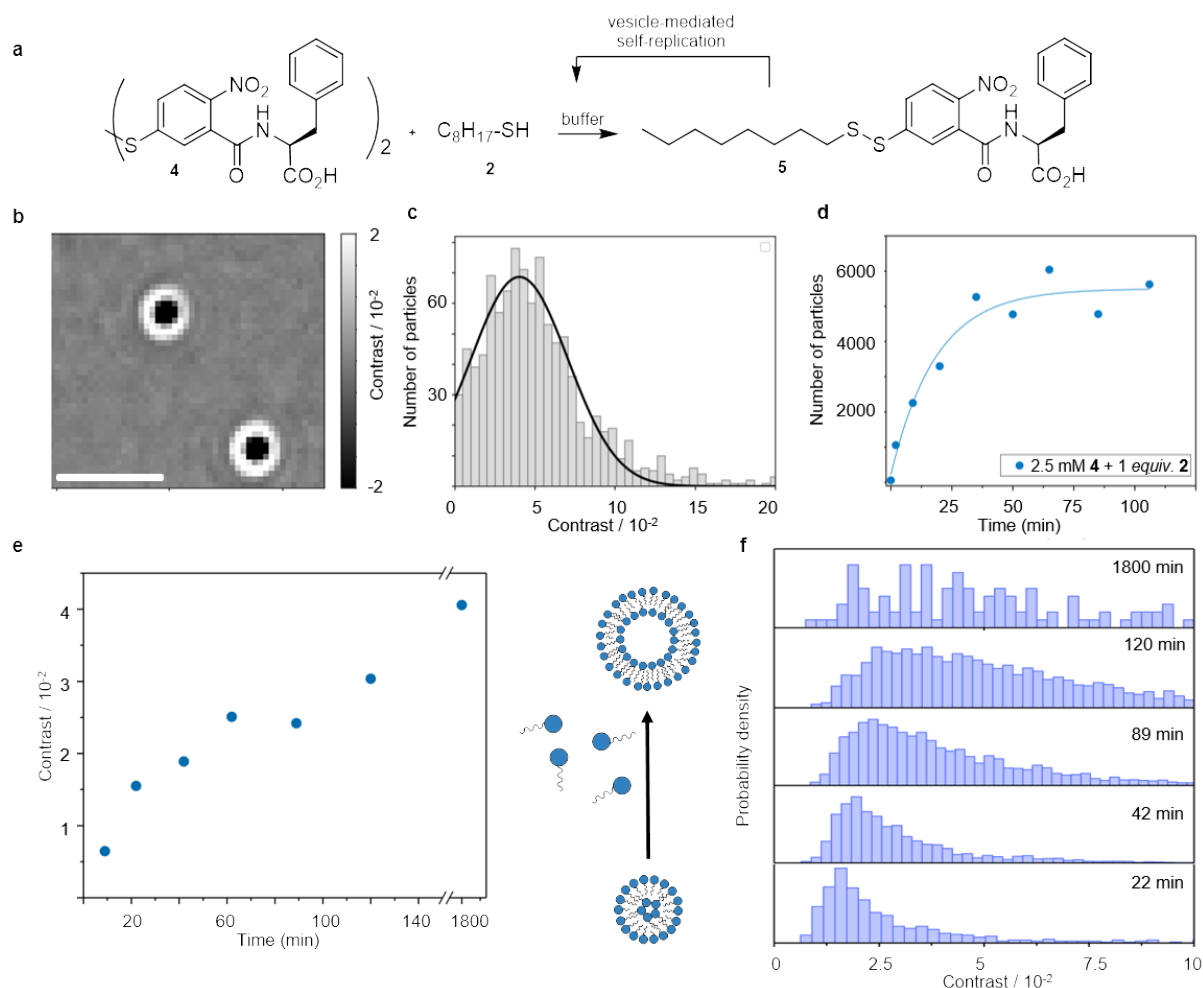 a
vesicle-mediated
self-replication
NO2
H
N
S
O
CO2H
2
4
+
C8H17-SH
2
buffer
S
S
NO2
H
N
O
CO2H
5
b
2
Contrast / 10-2
-2
c
Number of particles
60
30
0
5
10
15
20
Contrast / 10-2
d
Number of particles
6000
4000
2000
25
50
75
100
Time (min)
2.5 mM 4 + 1 equiv. 2
e
Contrast / 10-2
4
3
2
1
20
60
100
140
1800
Time (min)
f
Probability density
1800 min
120 min
89 min
42 min
22 min
0
2.5
5
10
Contrast / 10-2